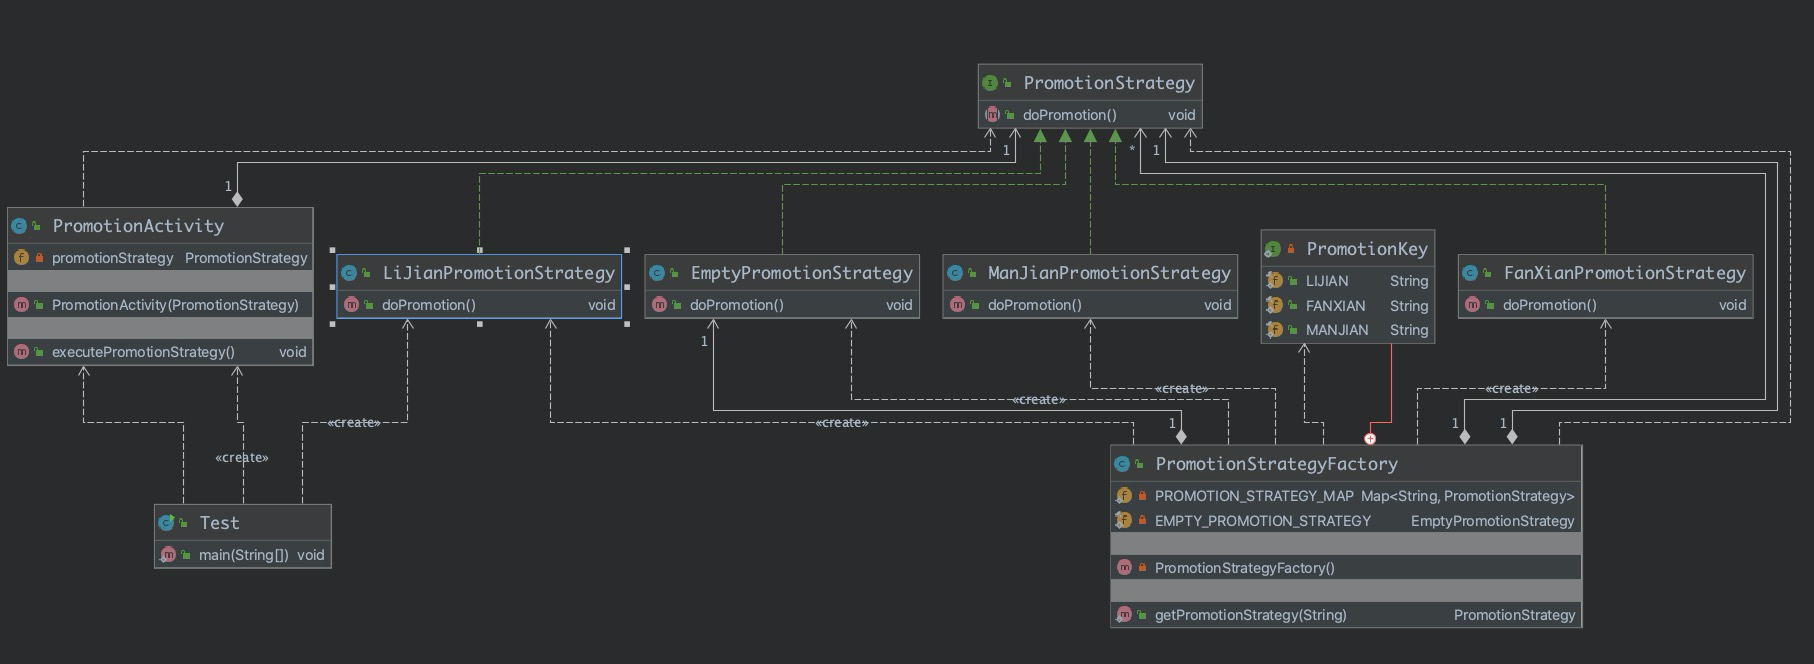 PromotionStrategy
doPromotion() void
1
* 1
1
PromotionActivity
promotionStrategy PromotionStrategy
PromotionActivity(PromotionStrategy)
executePromotionStrategy() void
LiJianPromotionStrategy
doPromotion() void
EmptyPromotionStrategy
doPromotion() void
ManJianPromotionStrategy
doPromotion() void
PromotionKey
LIJIAN String
FANXIAN String
MANJIAN String
FanXianPromotionStrategy
doPromotion() void
1
«create»
«create»
«create»
«create»
«create»
1
1
1
«create»
Test
main(String[]) void
PromotionStrategyFactory
PROMOTION_STRATEGY_MAP Map<String, PromotionStrategy>
EMPTY_PROMOTION_STRATEGY EmptyPromotionStrategy
PromotionStrategyFactory()
getPromotionStrategy(String) PromotionStrategy